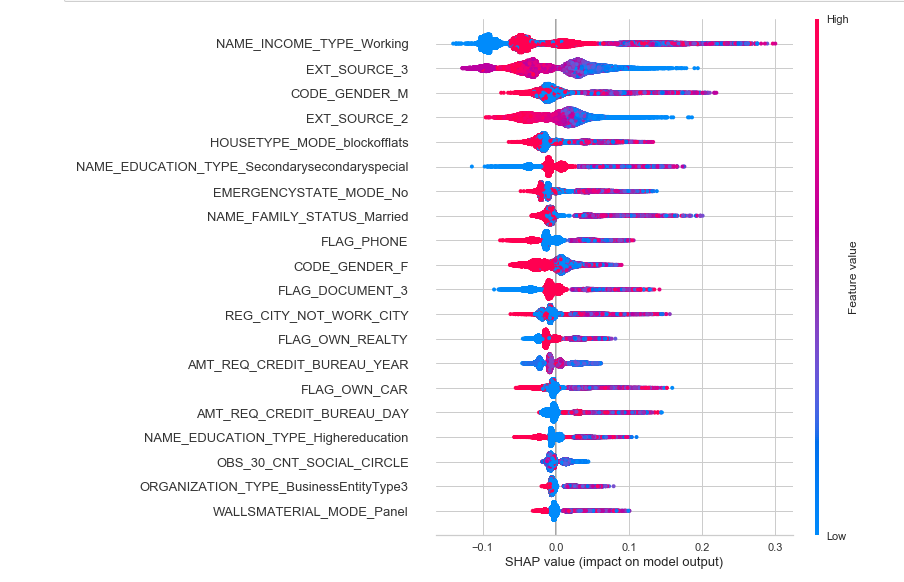 High
NAME_INCOME_TYPE_Working
EXT_SOURCE_3
CODE_GENDER_M
EXT_SOURCE_2
HOUSETYPE_MODE_blockofflats
NAME_EDUCATION_TYPE_Secondarysecondaryspecial
EMERGENCYSTATE_MODE_No
NAME_FAMILY_STATUS_Married
FLAG_PHONE
CODE_GENDER_F
FLAG_DOCUMENT_3
REG_CITY_NOT_WORK_CITY
FLAG_OWN_REALTY
AMT_REQ_CREDIT_BUREAU_YEAR
FLAG_OWN_CAR
AMT_REQ_CREDIT_BUREAU_DAY
NAME_EDUCATION_TYPE_Highereducation
OBS_30_CNT_SOCIAL_CIRCLE
ORGANIZATION_TYPE_BusinessEntityType3
WALLSMATERIAL_MODE_Panel
Feature value
Low
−0.1 0.0 0.1 0.2 0.3
SHAP value (impact on model output)